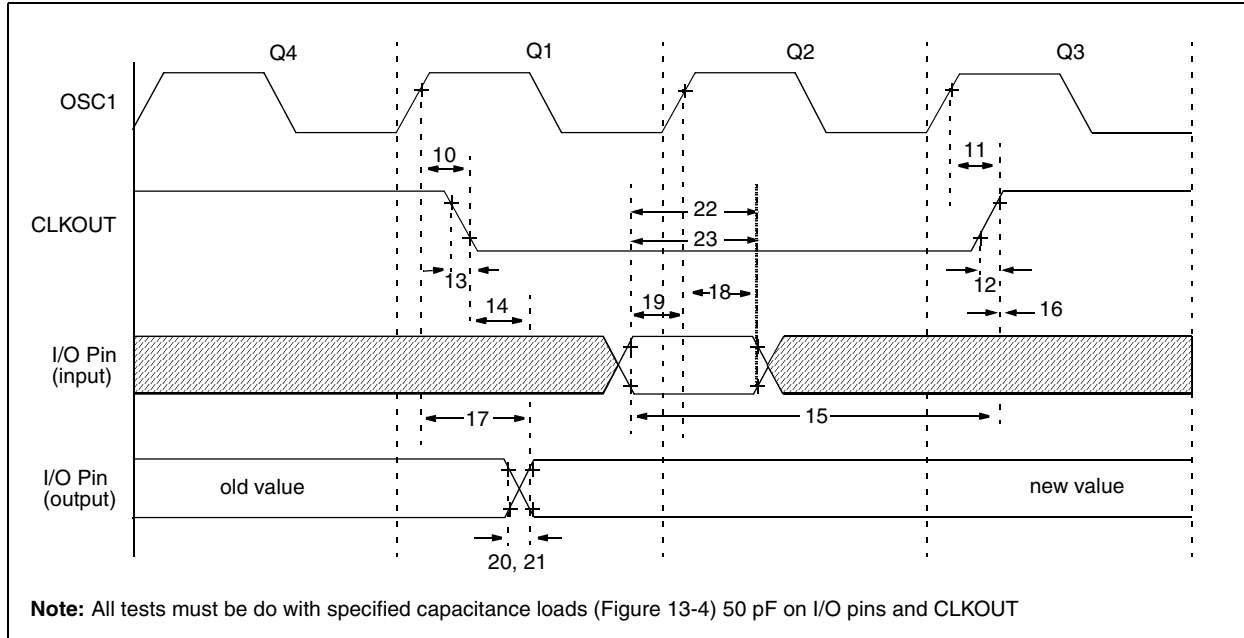 Q4 Q1 Q2 Q3
OSC1
10 11
CLKOUT
22
23
13 12
14 19 18 16
I/O Pin
(input)
17 15
I/O Pin
(output)
old value new value
20, 21
Note: All tests must be do with specified capacitance loads (Figure 13-4) 50 pF on I/O pins and CLKOUT